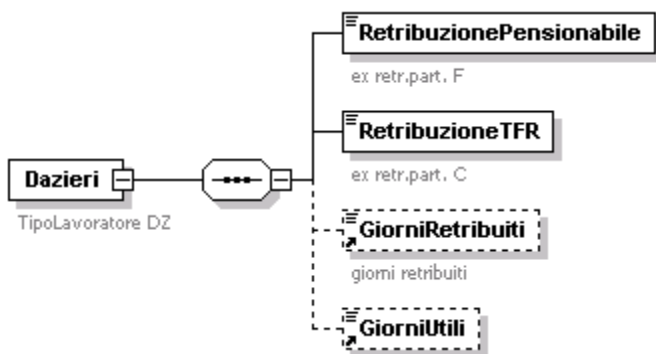 RetribuzionePensionabile
ex retr.part. F
RetribuzioneTFR
ex retr.part. C
Dazieri
TipoLavoratore DZ
GiorniRetribuiti
giorni retribuiti
GiorniUtili